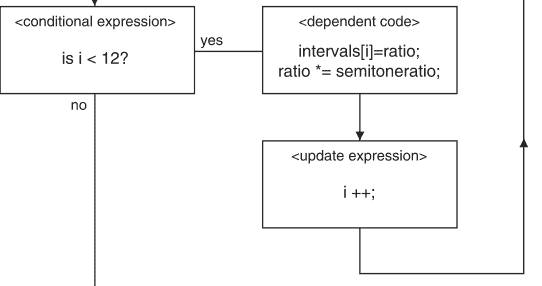 <conditional expression>
is i < 12?
yes
no
<dependent code>
intervals[i]=ratio;
ratio *= semitoneratio;
<update expression>
i ++;